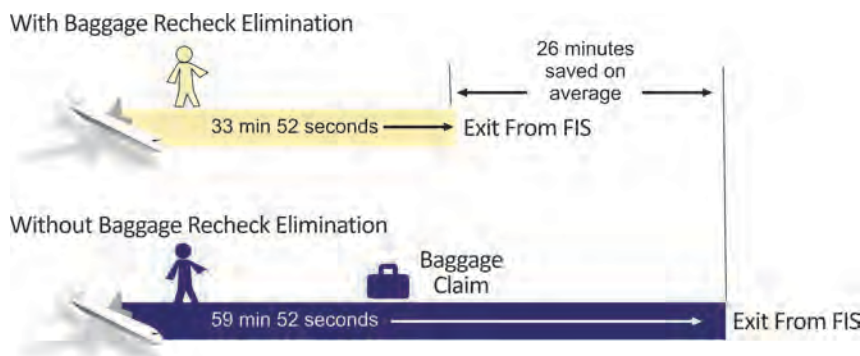 With Baggage Recheck Elimination
26 minutes
saved on
average
33 min 52 seconds
Exit From FIS
Without Baggage Recheck Elimination
Baggage
Claim
59 min 52 seconds
Exit From FIS